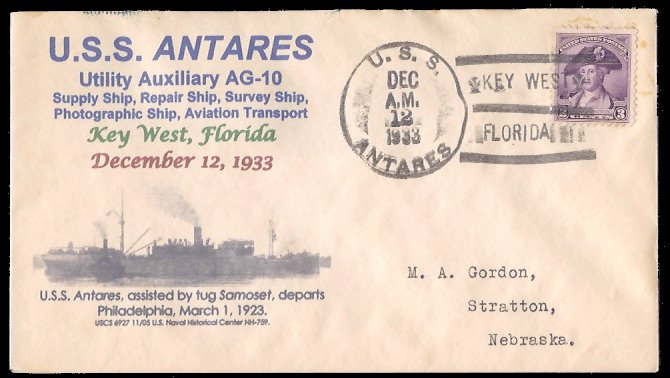 U.S.S. ANTARES
Utility Auxiliary AG-10
Supply Ship, Repair Ship, Survey Ship,
Photographic Ship, Aviation Transport
Key West, Florida
December 12, 1933
U.S.S. Antares, assisted by tug Samoset, departs
Philadelphia, March 1, 1923.
USCS 6927 11/05 U.S. Naval Historical Center NH-759.
U. S. S.
DEC
A.M.
12
1933
ANTARES
KEY WEST
FLORIDA
3
M. A. Gordon,
Stratton,
Nebraska.